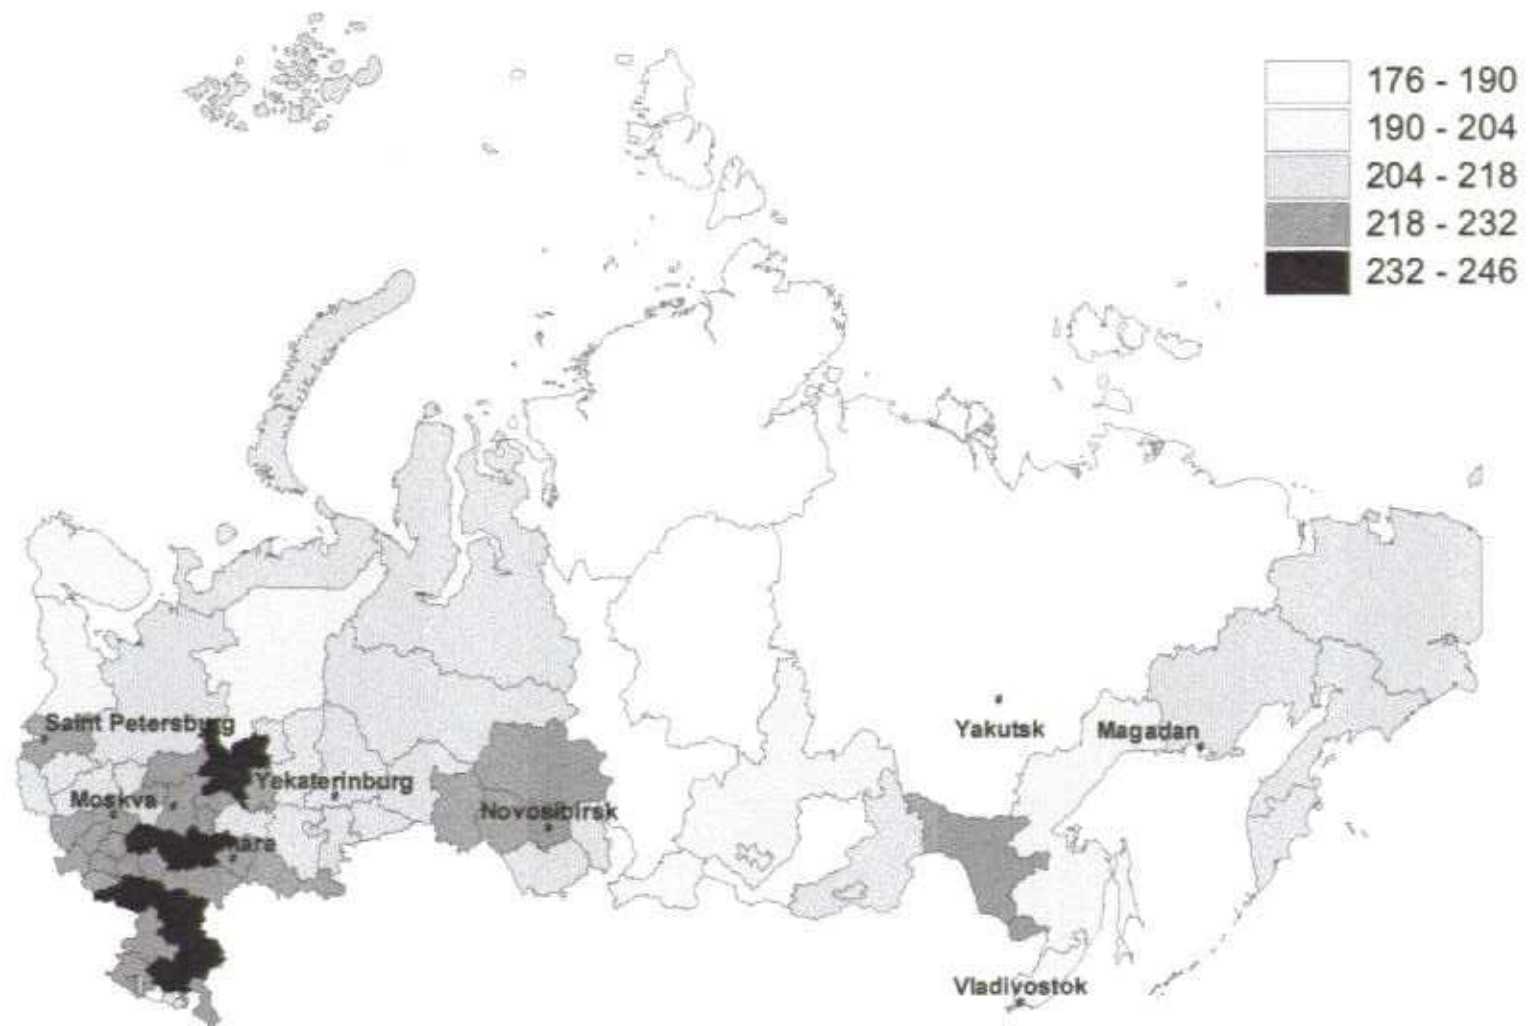 176 - 190
190 - 204
204 - 218
218 - 232
232 - 246
Saint Petersburg
Yakutsk
Magadan
Yekaterinburg
Moskva
Novosibirsk
Vladivostok